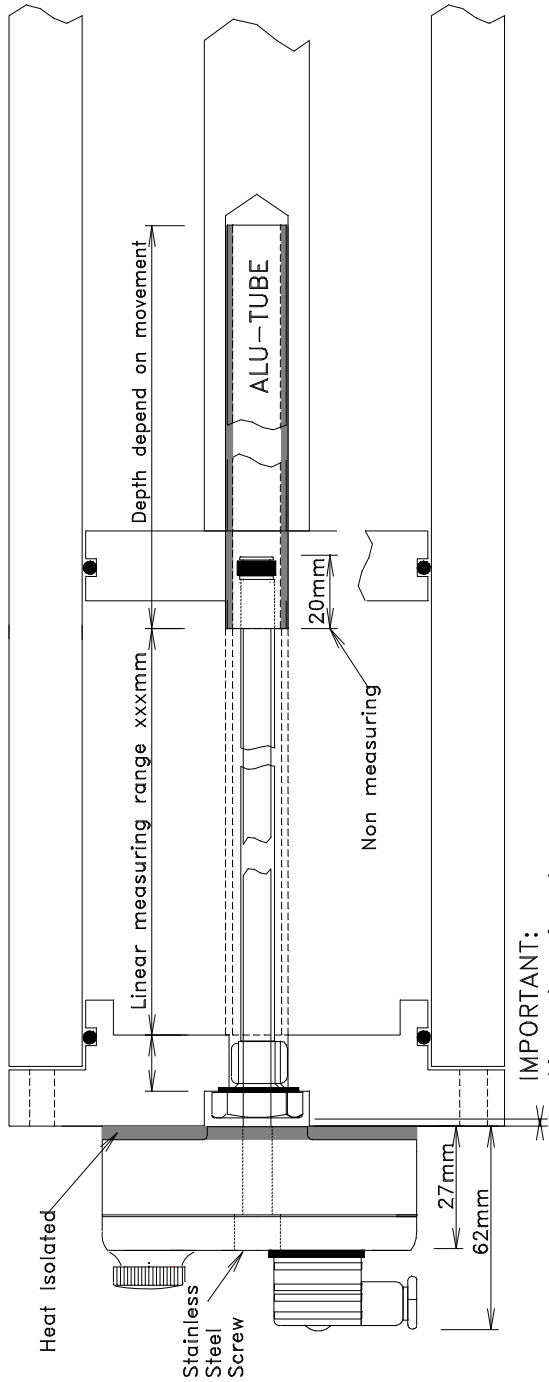 Depth depend on movement
ALU-TUBE
20mm
Linear measuring range xxxmm
Non measuring
IMPORTANT:
Heat Isolated
27mm
62mm
Stainless
Steel
Screw